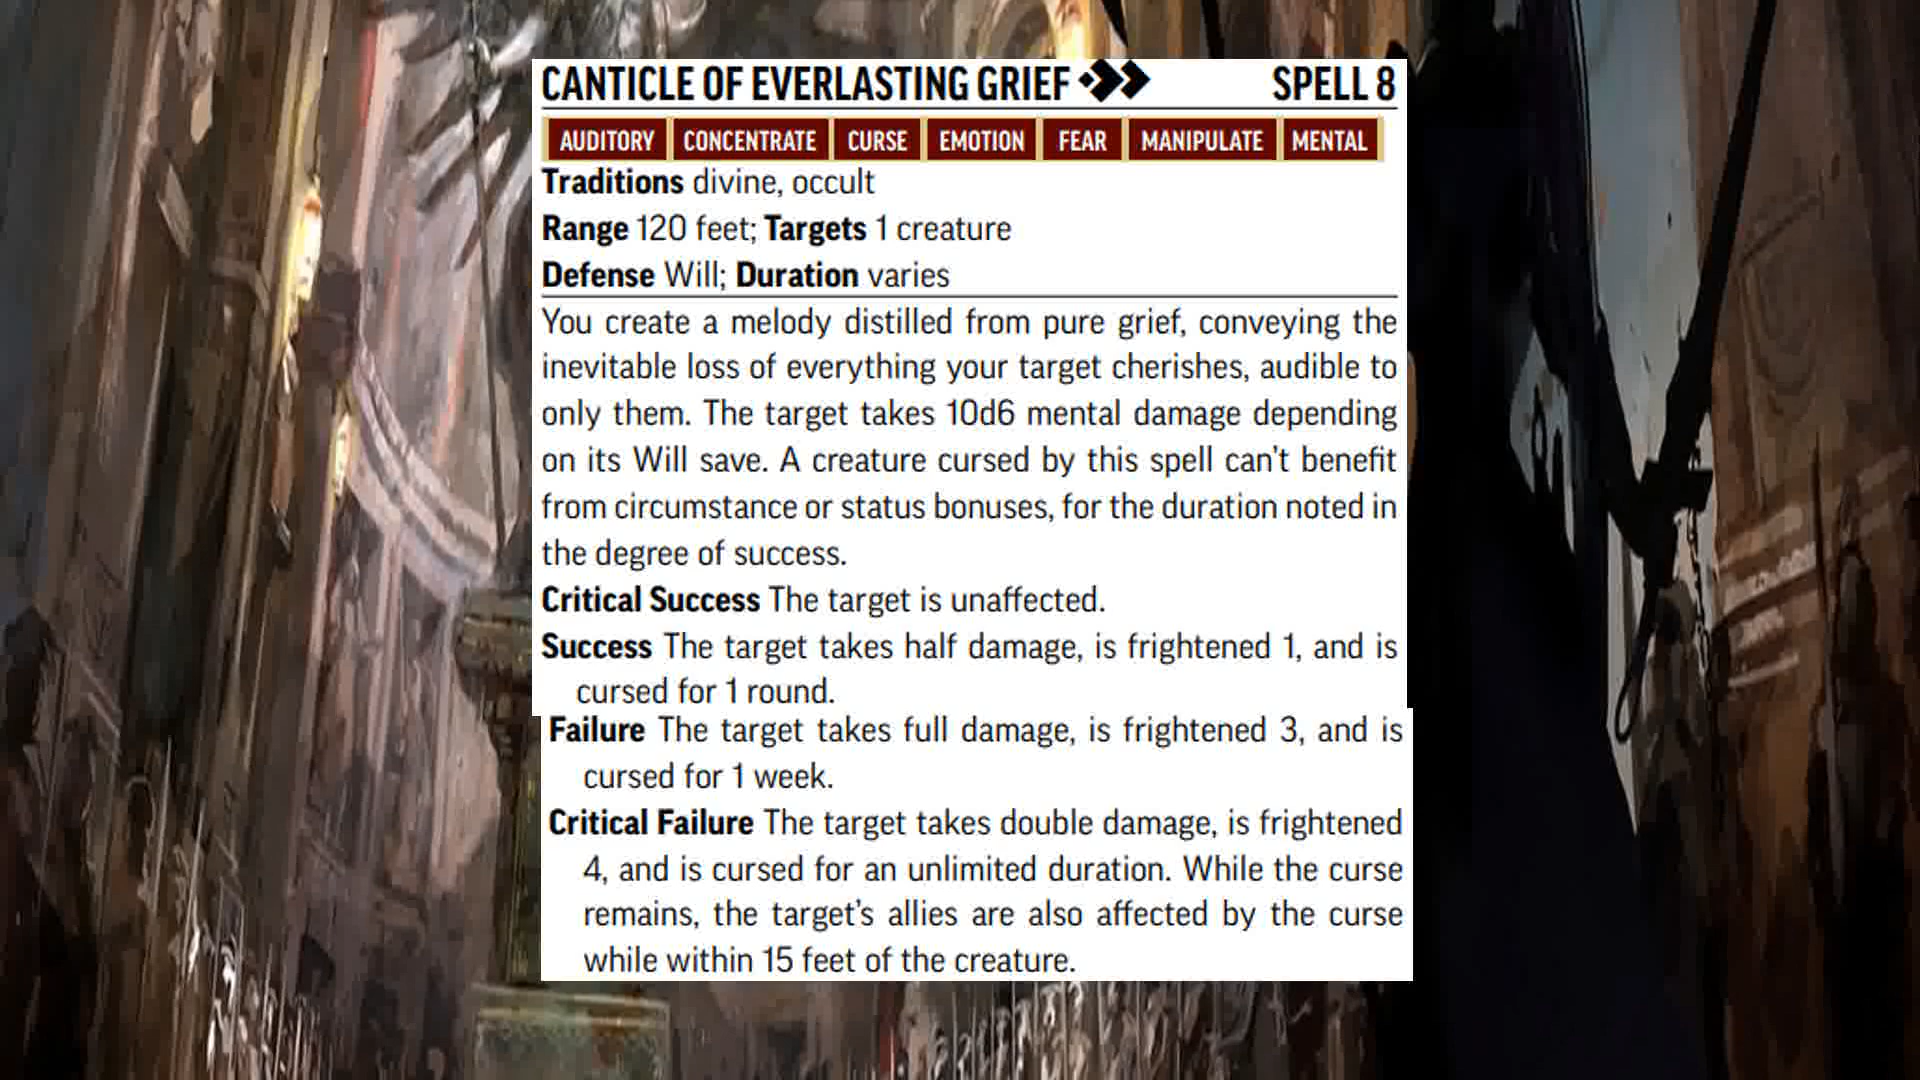 CANTICLE OF EVERLASTING GRIEF SPELL 8
AUDITORY CONCENTRATE CURSE EMOTION FEAR MANIPULATE MENTAL
Traditions divine, occult
Range 120 feet; Targets 1 creature
Defense Will; Duration varies
You create a melody distilled from pure grief, conveying the
inevitable loss of everything your target cherishes, audible to
only them. The target takes 10d6 mental damage depending
on its Will save. A creature cursed by this spell can't benefit
from circumstance or status bonuses, for the duration noted in
the degree of success.
Critical Success The target is unaffected.
Success The target takes half damage, is frightened 1, and is
cursed for 1 round.
Failure The target takes full damage, is frightened 3, and is
cursed for 1 week.
Critical Failure The target takes double damage, is frightened
4, and is cursed for an unlimited duration. While the curse
remains, the target's allies are also affected by the curse
while within 15 feet of the creature.